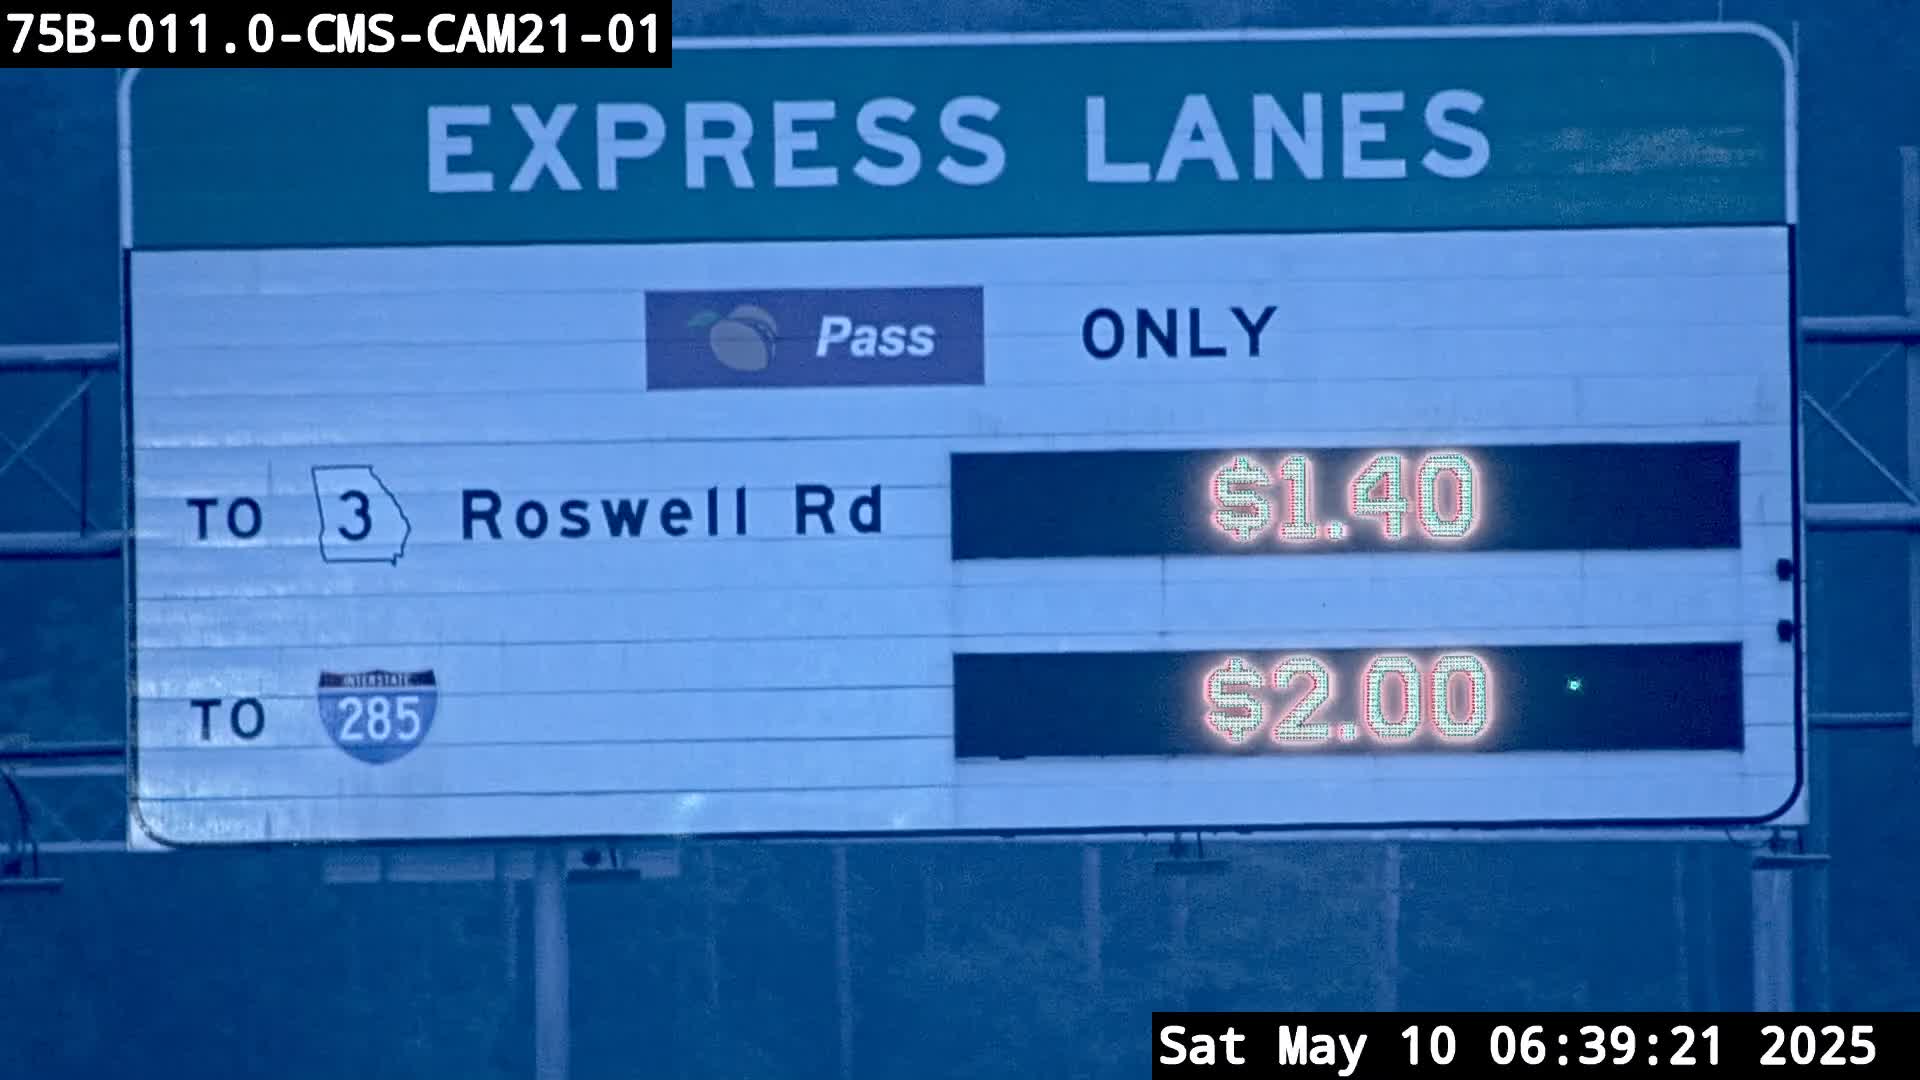 75B-011.0-CMS-CAM21-01
EXPRESS LANES
Pass ONLY
TO 3 Roswell Rd $1.40
INTERSTATE
TO 285 $2.00
Sat May 10 06:39:21 2025